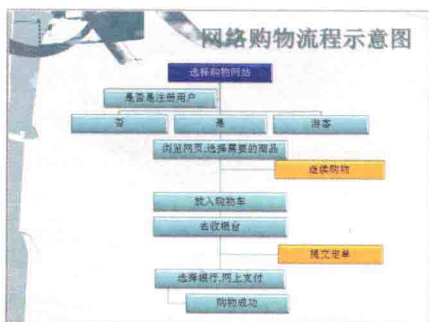 网络购物流程示意图
选择购物网站
是否是注册用户
否 是 游客
浏览网页,选择需要的商品
继续购物
放入购物车
去收银台
提交定单
选择银行,网上支付
购物成功